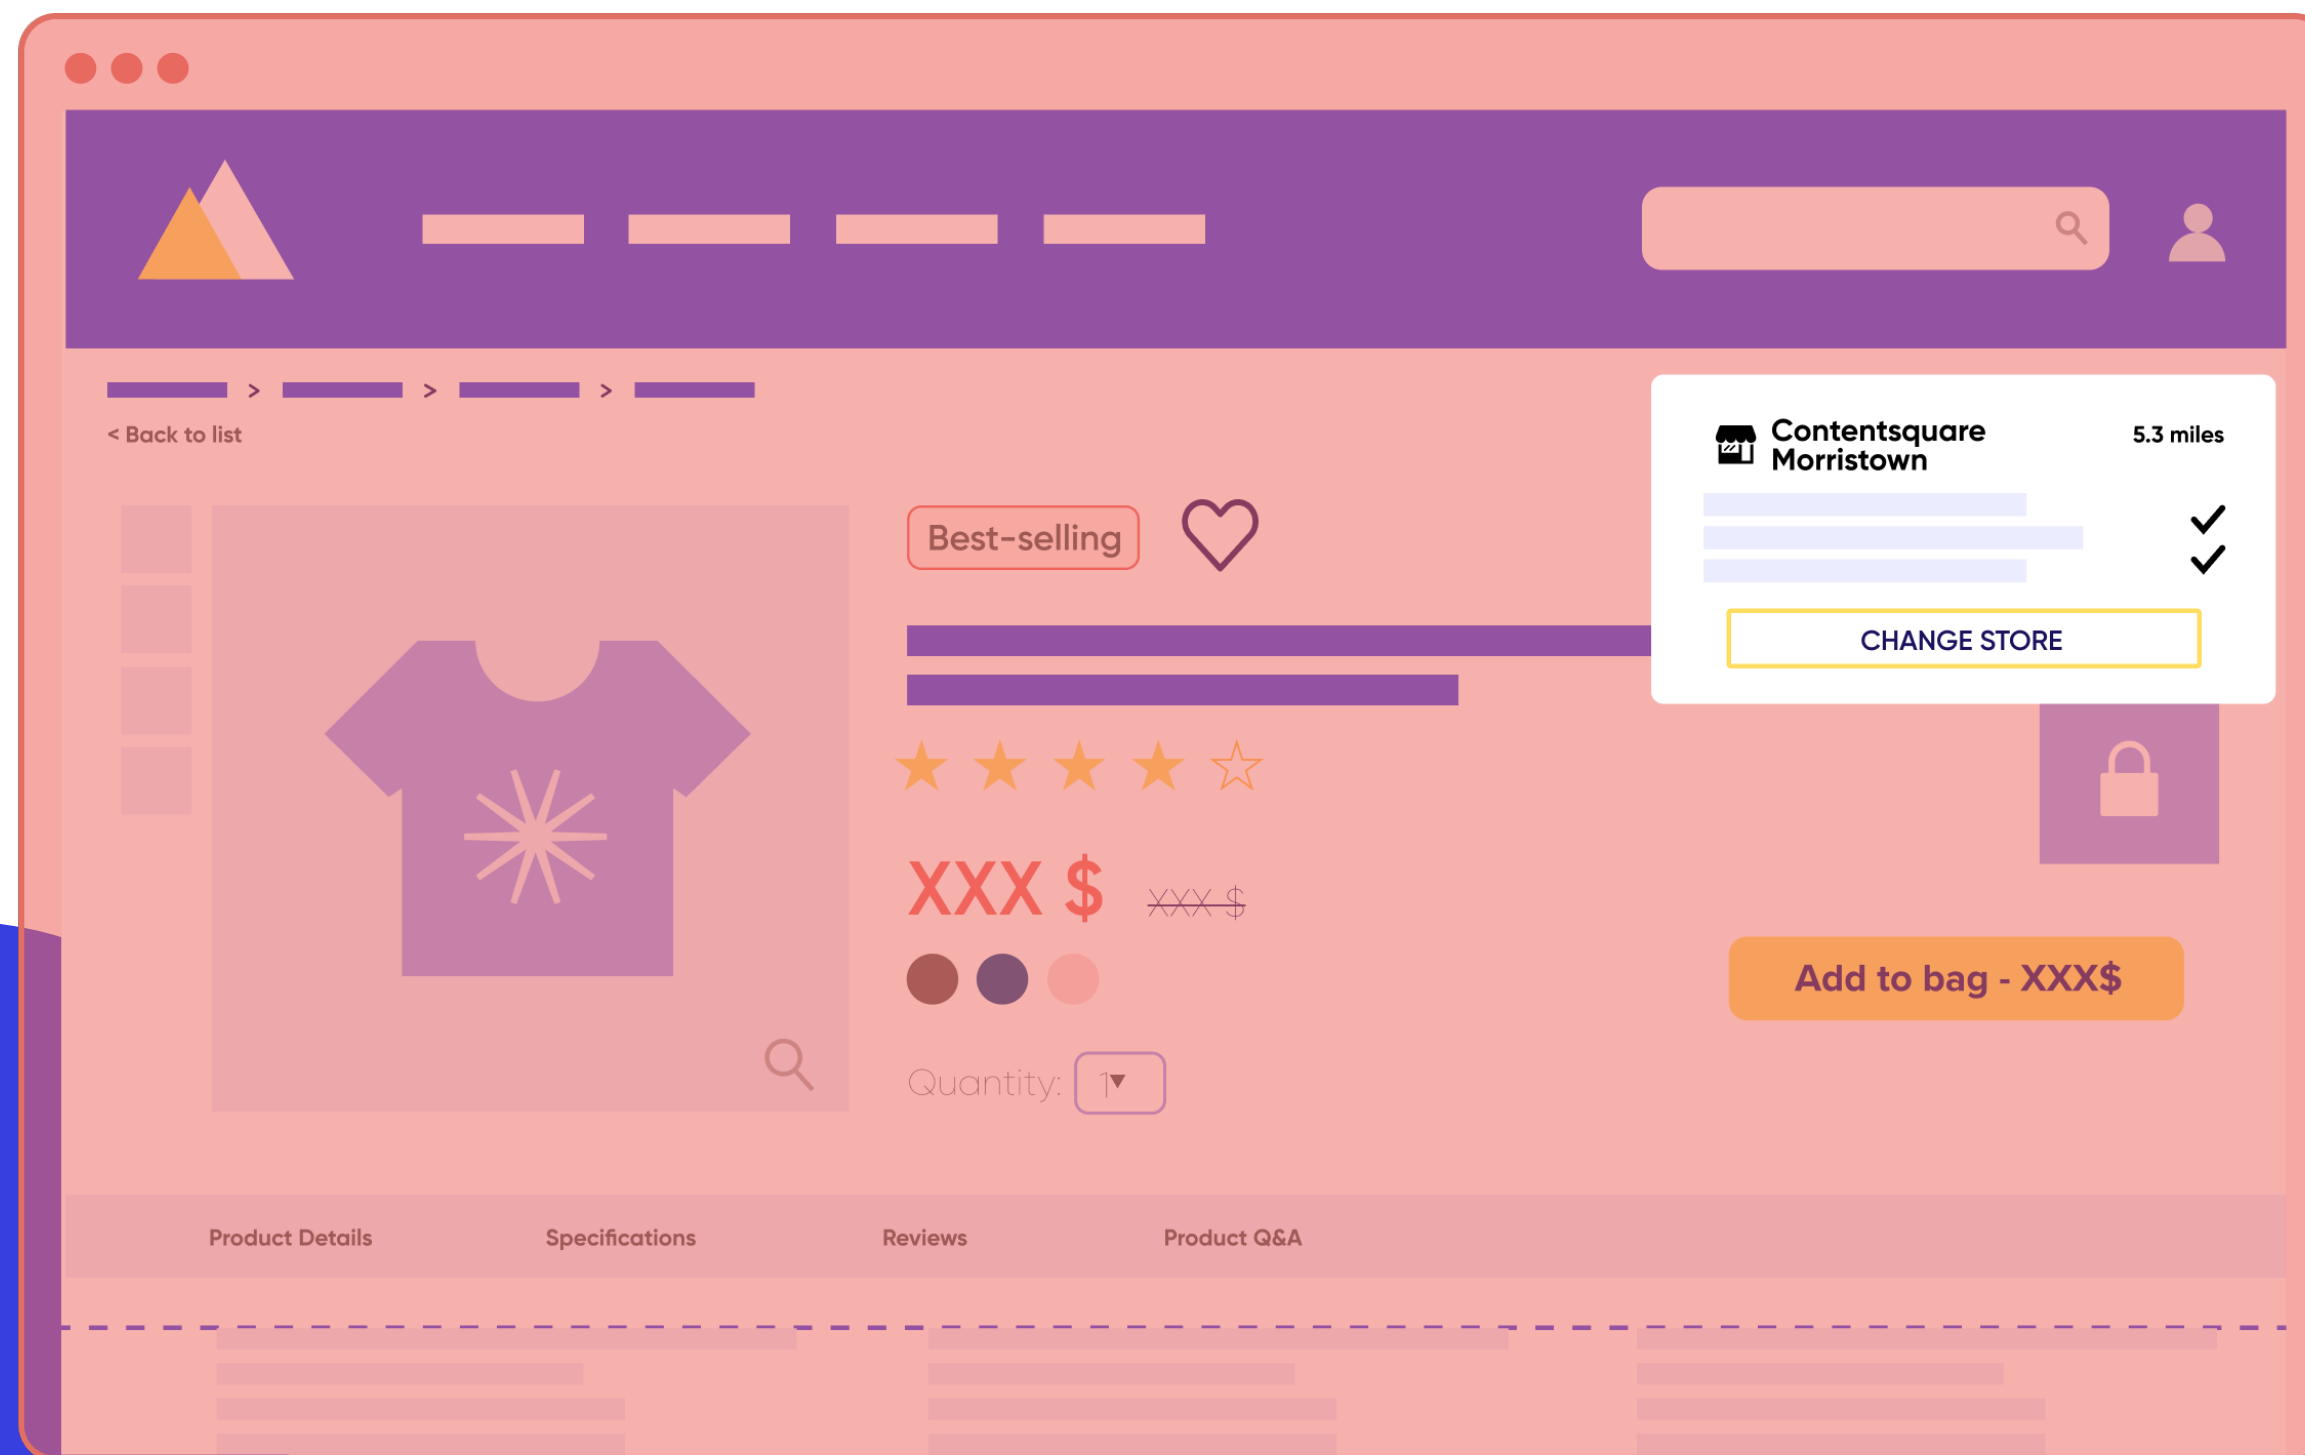 < Back to list
Contentsquare
Morristown
5.3 miles
CHANGE STORE
Best-selling
XXX $ XXX $
Quantity: 1
Add to bag - XXX$
Product Details Specifications Reviews Product Q&A